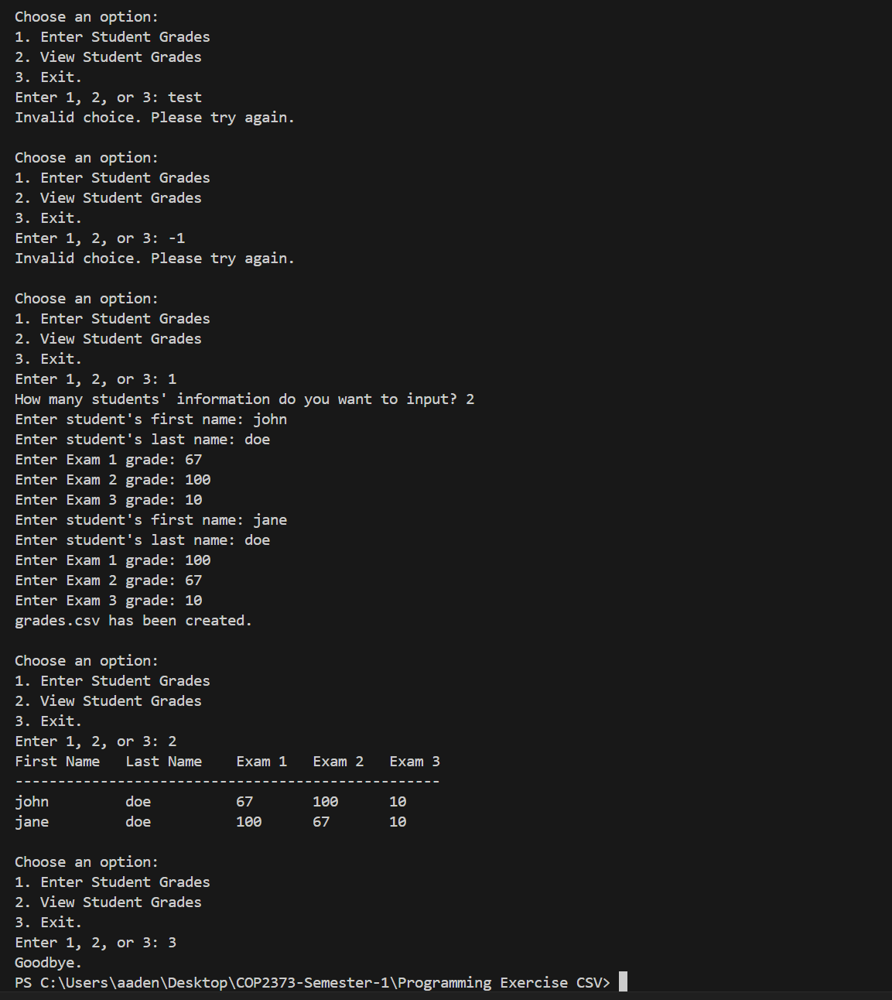 Choose an option:
1. Enter Student Grades
2. View Student Grades
3. Exit.
Enter 1, 2, or 3: test
Invalid choice. Please try again.

Choose an option:
1. Enter Student Grades
2. View Student Grades
3. Exit.
Enter 1, 2, or 3: -1
Invalid choice. Please try again.

Choose an option:
1. Enter Student Grades
2. View Student Grades
3. Exit.
Enter 1, 2, or 3: 1
How many students' information do you want to input? 2
Enter student's first name: john
Enter student's last name: doe
Enter Exam 1 grade: 67
Enter Exam 2 grade: 100
Enter Exam 3 grade: 10
Enter student's first name: jane
Enter student's last name: doe
Enter Exam 1 grade: 100
Enter Exam 2 grade: 67
Enter Exam 3 grade: 10
grades.csv has been created.

Choose an option:
1. Enter Student Grades
2. View Student Grades
3. Exit.
Enter 1, 2, or 3: 2
First Name   Last Name    Exam 1   Exam 2   Exam 3
--------------------------------------------------
john         doe          67       100      10
jane         doe          100      67       10

Choose an option:
1. Enter Student Grades
2. View Student Grades
3. Exit.
Enter 1, 2, or 3: 3
Goodbye.
PS C:\Users\aaden\Desktop\COP2373-Semester-1\Programming Exercise CSV>